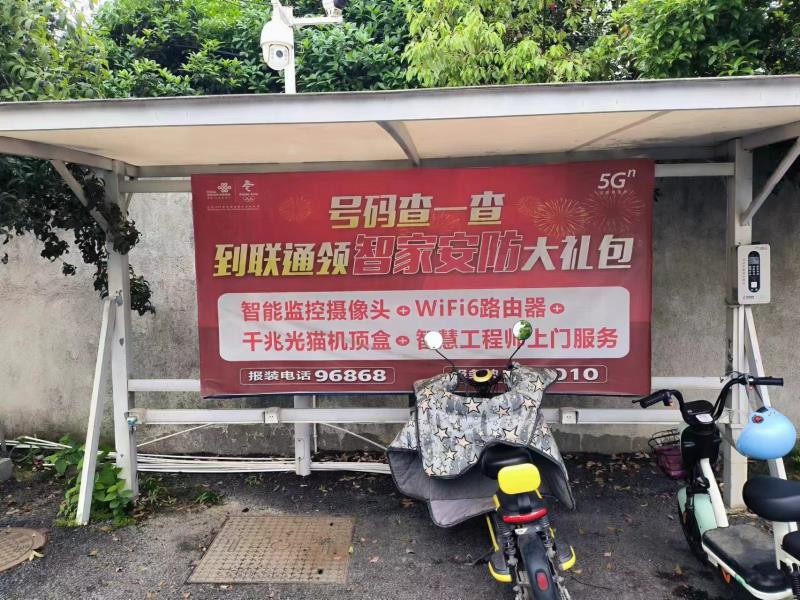 5Gⁿ
号码查一查
到联通领智家安防大礼包
智能监控摄像头+WiFi6路由器+
千兆光猫机顶盒+智慧工程师上门服务
报装电话 96868
010